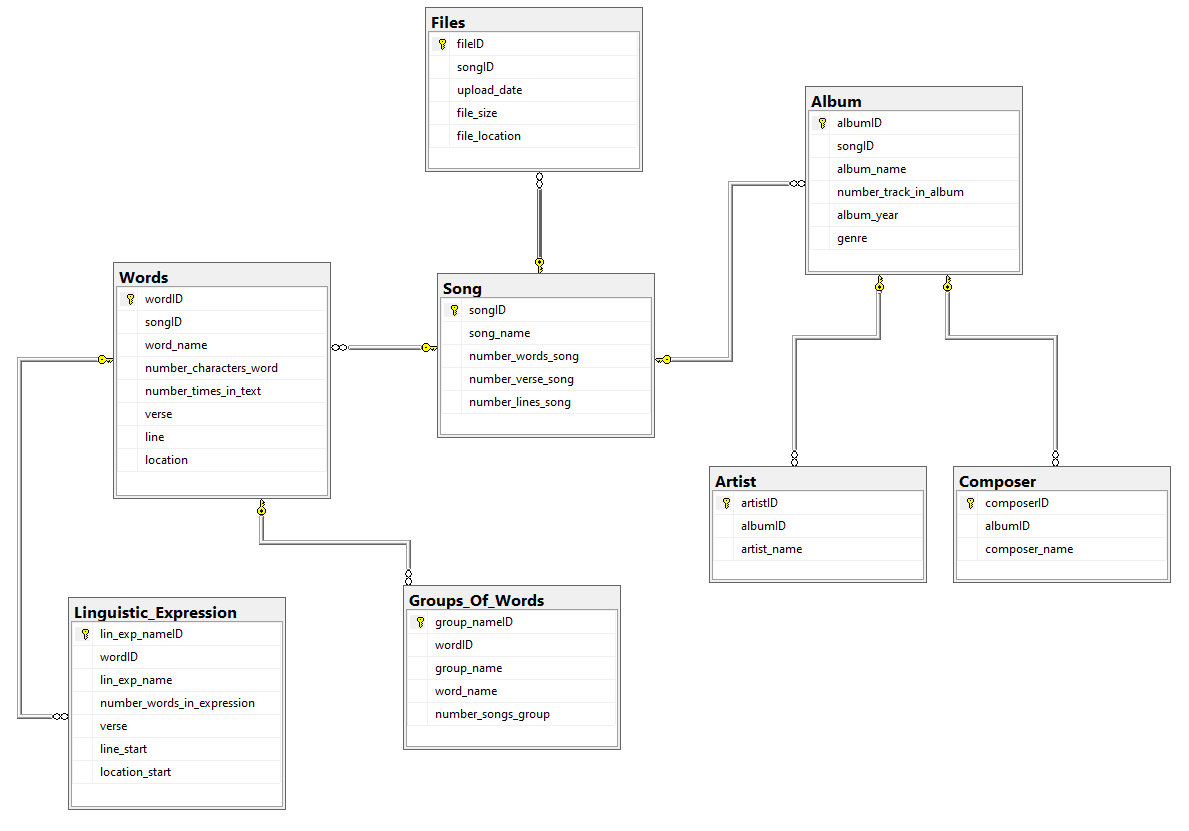 Files
fileID
songID
upload_date
file_size
file_location
Album
albumID
songID
album_name
number_track_in_album
album_year
genre
Words
wordID
songID
word_name
number_characters_word
number_times_in_text
verse
line
location
Song
songID
song_name
number_words_song
number_verse_song
number_lines_song
Artist
artistID
albumID
artist_name
Composer
composerID
albumID
composer_name
Linguistic_Expression
lin_exp_nameID
wordID
lin_exp_name
number_words_in_expression
verse
line_start
location_start
Groups_Of_Words
group_nameID
wordID
group_name
word_name
number_songs_group